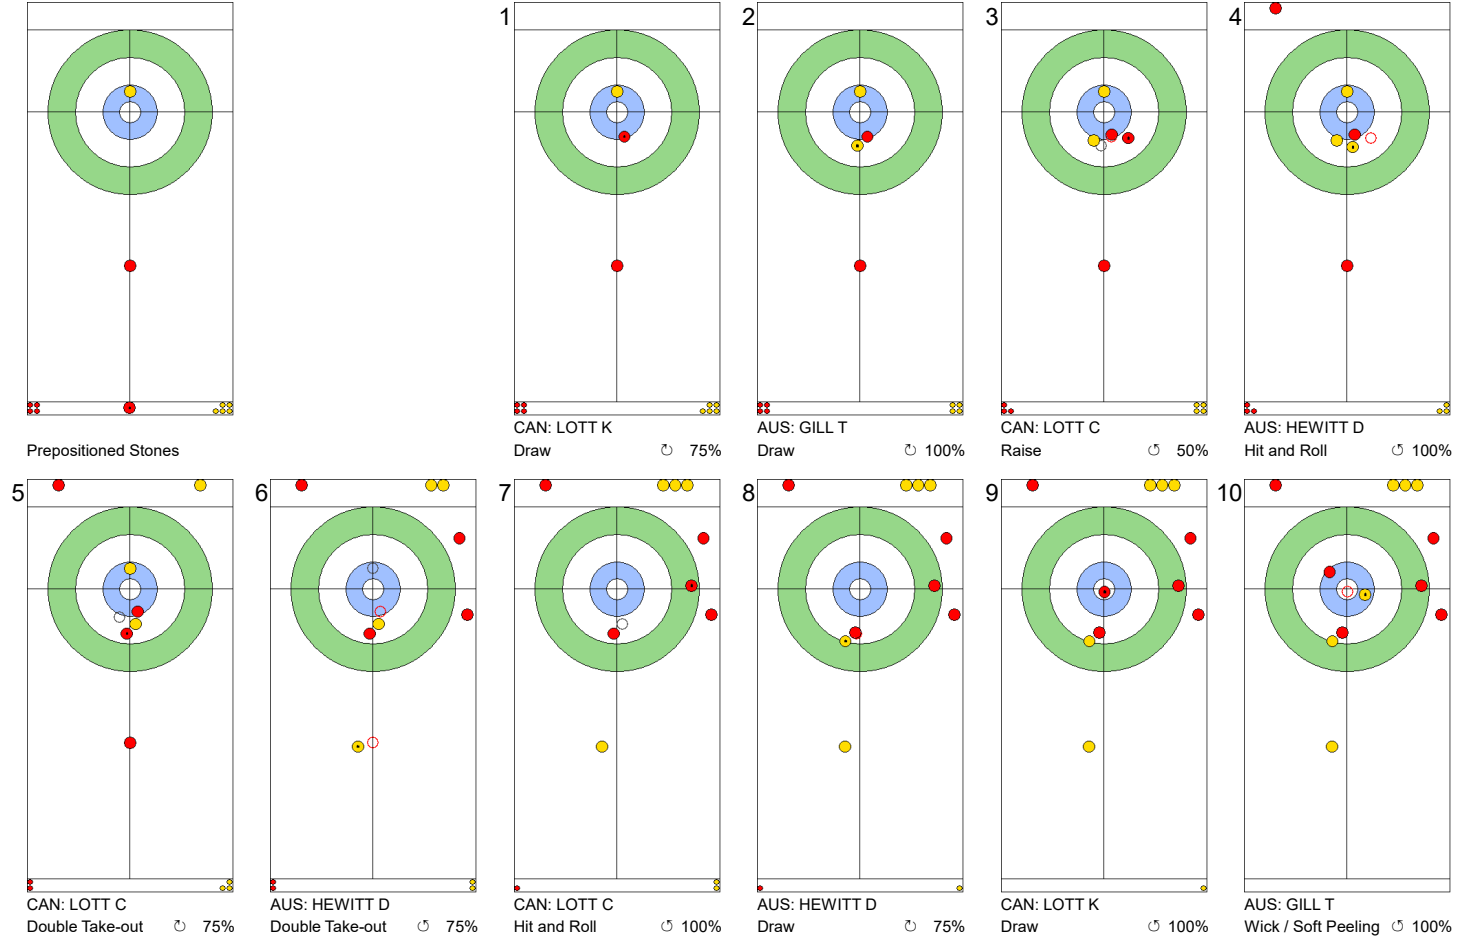 1
2
3
4
Prepositioned Stones
CAN: LOTT K
Draw ↻ 75%
AUS: GILL T
Draw ↻ 100%
CAN: LOTT C
Raise ↺ 50%
AUS: HEWITT D
Hit and Roll ↺ 100%
5
6
7
8
9
10
CAN: LOTT C
Double Take-out ↻ 75%
AUS: HEWITT D
Double Take-out ↺ 75%
CAN: LOTT C
Hit and Roll ↺ 100%
AUS: HEWITT D
Draw ↺ 75%
CAN: LOTT K
Draw ↺ 100%
AUS: GILL T
Wick / Soft Peeling ↺ 100%